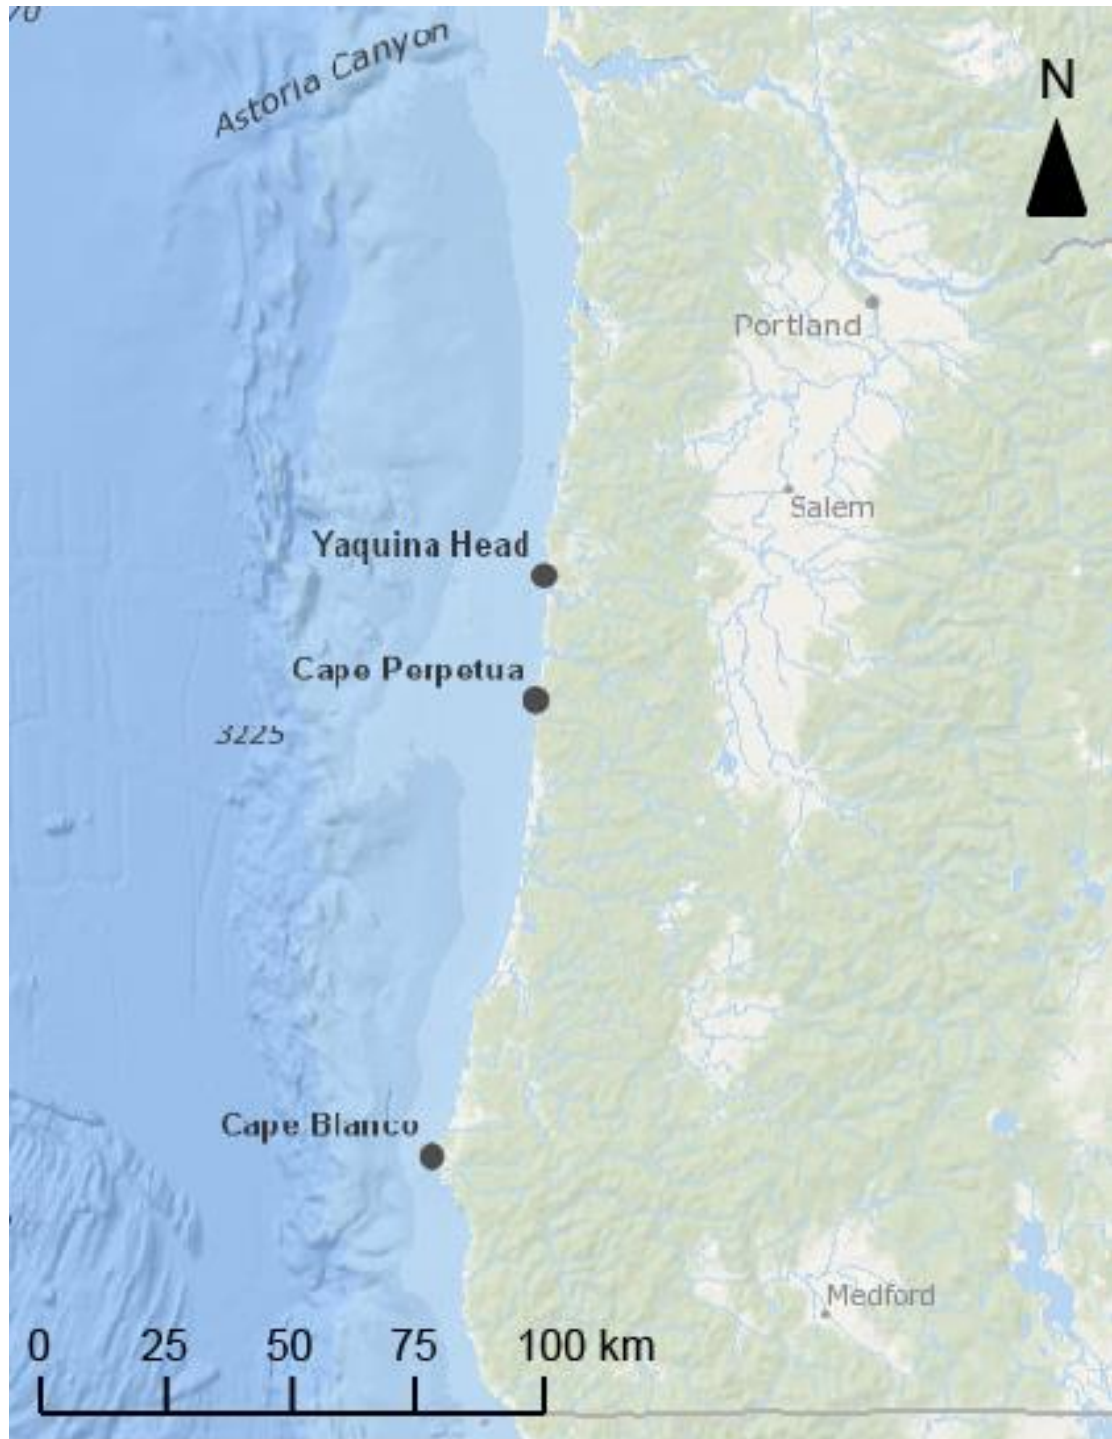 Astoria Canyon
N
Portland
Salem
Yaquina Head
Cape Perpetua
3225
Cape Blanco
Medford
0 25 50 75 100 km